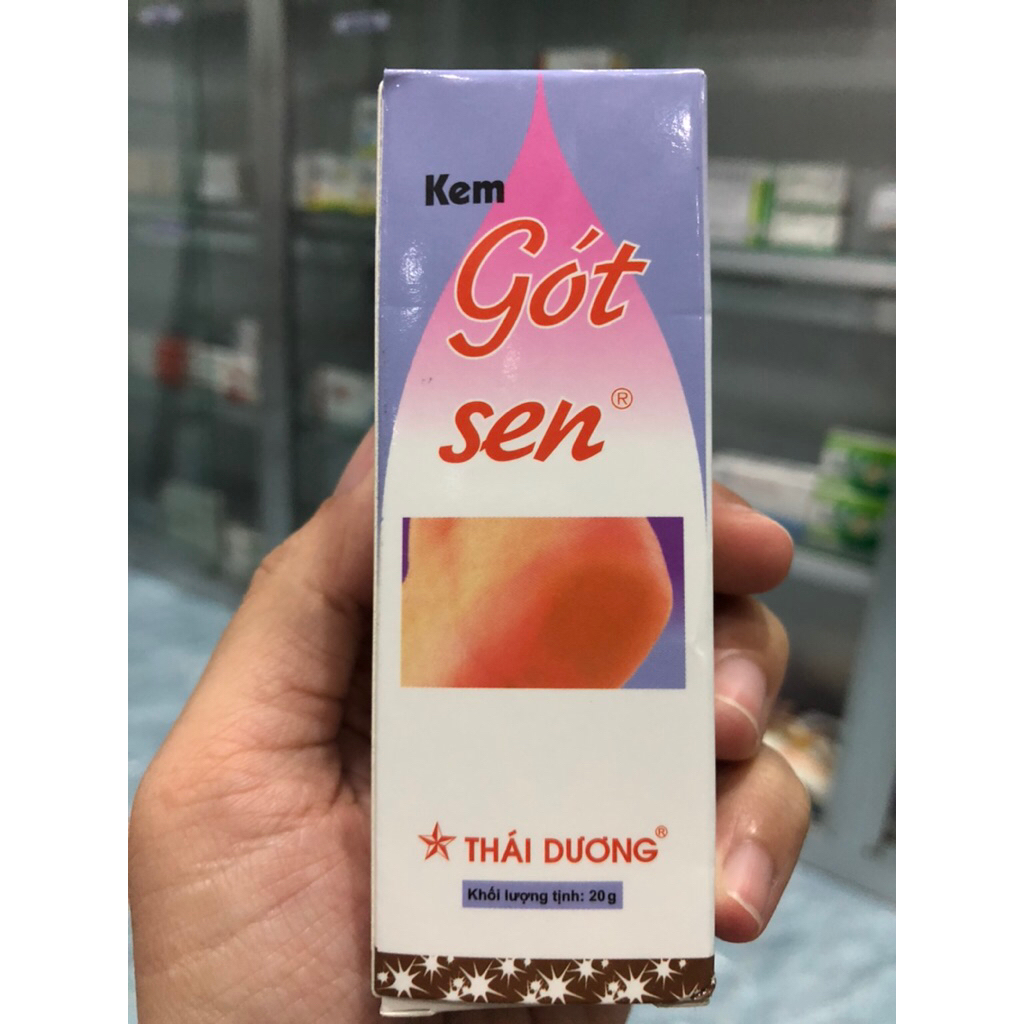 Kem
Gót
sen®
THÁI DƯƠNG®
Khối lượng tịnh: 20g